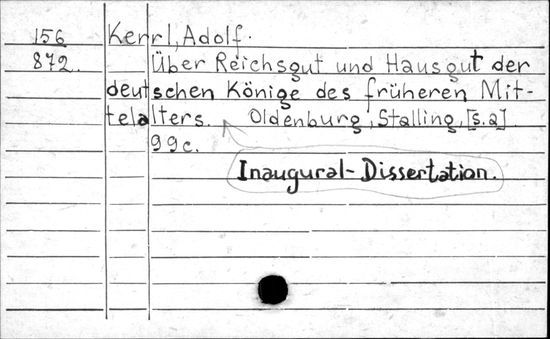 156 Kerrl, Adolf.
872. Über Reichsgut und Hausgut der
deutschen Könige des früheren Mit-
telalters. Oldenburg, Stalling, [s.a]
99c.
Inaugural-Dissertation.